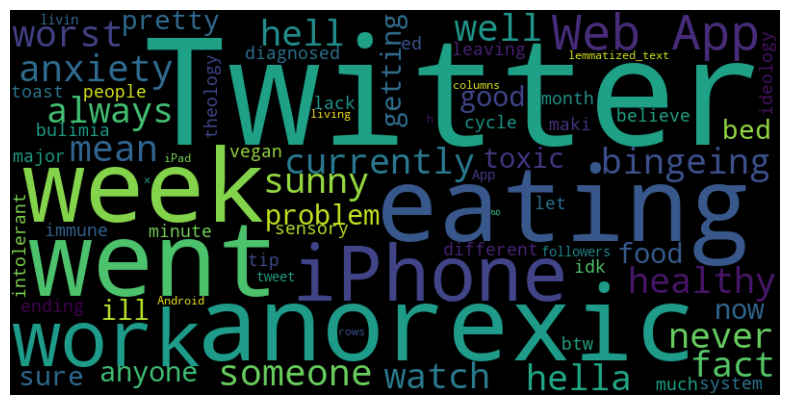 livin
pretty
worst
hell
well
Web App
Twitter
anxiety
diagnosed
getting
ed
leaving
lemmatized_text
ideology
toast
people
theology
lack
columns
living
good
month
always
bulimia
cycle
maki
believe
h
bed
major
iPad
mean
vegan
currently
toxic
bingeing
week
sunny
App
eating
x
problem
too
let
intolerant
immune
minute
sensory
different
followers
food
went
tip
tweet
iPhone
idk
healthy
ending
ill
Android
now
work
anorexic
rows
btw
never
fact
sure
anyone
someone
watch
hella
much
system